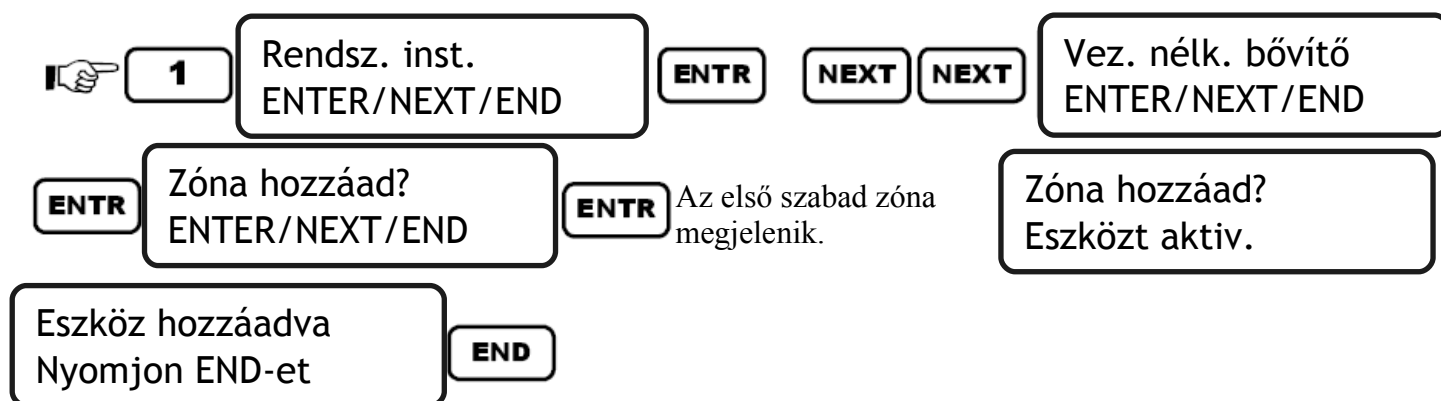 1
Rendsz. inst.
ENTER/NEXT/END
ENTR
NEXT
NEXT
Vez. nélk. bővítő
ENTER/NEXT/END
ENTR
Zóna hozzáad?
ENTER/NEXT/END
ENTR
Az első szabad zóna
megjelenik.
Zóna hozzáad?
Eszközt aktiv.
Eszköz hozzáadva
Nyomjon END-et
END